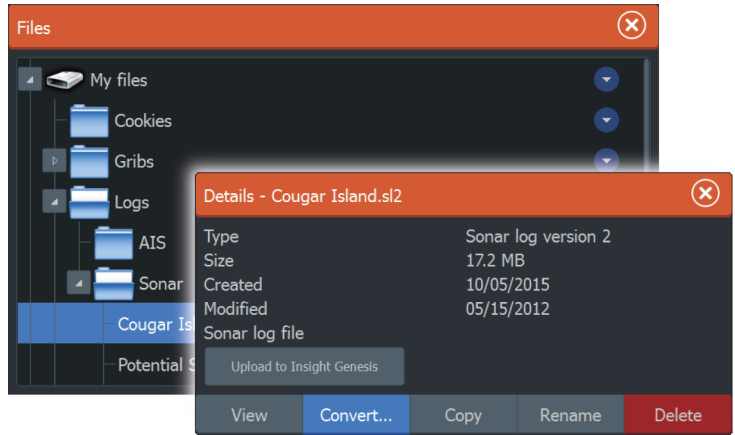 Files
My files
Cookies
Gribs
Logs
AIS
Sonar
Cougar
Potential
Details - Cougar Island.sl2
Type Sonar log version 2
Size 17.2 MB
Created 10/05/2015
Modified 05/15/2012
Sonar log file
Upload to Insight Genesis
View Convert... Copy Rename Delete